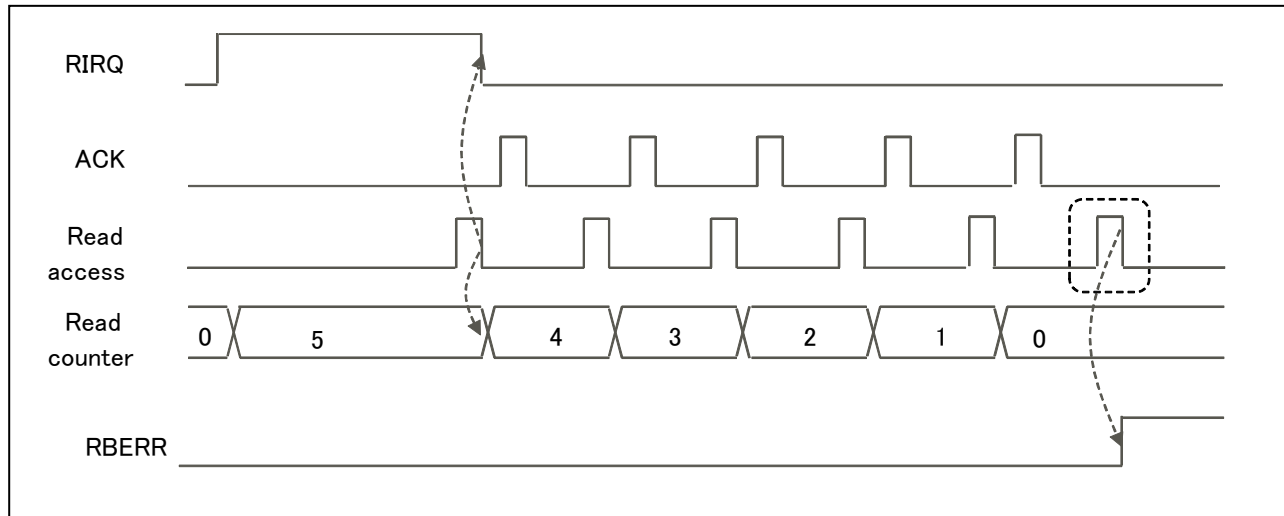 RIRQ
ACK
Read
access
Read
counter
0 5 4 3 2 1 0
RBERR